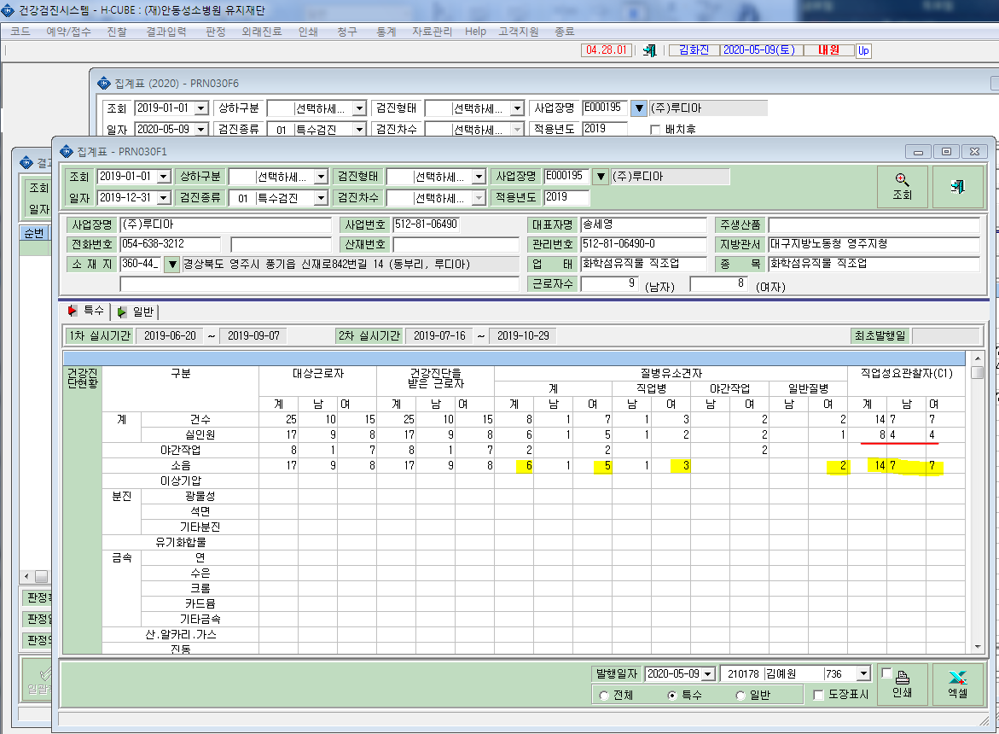 건강검진시스템 - H-CUBE : (재)안동성소병원 유지재단
코드 예약/접수 진찰 결과입력 판정 외래진료 인쇄 청구 통계 자료관리 Help 고객지원 종료
04.28.01 김화진 2020-05-09(토) 내원 Up
집계표 (2020) - PRN030F6
조회 2019-01-01 상하구분 선택하세... 검진형태 선택하세... 사업장명 E000195 (주)루디아
일자 2020-05-09 검진종류 01 특수검진 검진차수 선택하세... 적용년도 2019 배치후
결과
조회
일자
순번
집계표 - PRN030F1
조회 2019-01-01 상하구분 선택하세... 검진형태 선택하세... 사업장명 E000195 (주)루디아
일자 2019-12-31 검진종류 01 특수검진 검진차수 선택하세... 적용년도 2019
조회
사업장명 (주)루디아 사업번호 512-81-06490 대표자명 송세영 주생산품
전화번호 054-638-3212 산재번호 관리번호 512-81-06490-0 지방관서 대구지방노동청 영주지청
소 재 지 360-44_ 경상북도 영주시 풍기읍 신재로842번길 14 (동부리, 루디아) 업 태 화학섬유직물 직조업 종 목 화학섬유직물 직조업
근로자수 9 (남자) 8 (여자)
특수 일반
1차 실시기간 2019-06-20 ~ 2019-09-07 2차 실시기간 2019-07-16 ~ 2019-10-29 최초발행일
건강진단현황 구분 대상근로자 건강진단을 받은 근로자 질병유소견자 직업성요관찰자(C1)
계 직업병 야간작업 일반질병
계 남 여 계 남 여 계 남 여 남 여 남 여 남 여 계 남 여
계 건수 25 10 15 25 10 15 8 1 7 1 3 2 2 14 7 7
실인원 17 9 8 17 9 8 6 1 5 1 2 2 1 8 4 4
야간작업 8 1 7 8 1 7 2 2 2
소음 17 9 8 17 9 8 6 1 5 1 3 2 14 7 7
이상기압
분진 광물성
석면
기타분진
유기화합물
금속 연
수은
크롬
카드뮴
기타금속
산.알카리.가스
진동
판정
판정일
판정의
일괄
발행일자 2020-05-09 210178 김예원 736
전체 특수 일반 도장표시
인쇄 엑셀